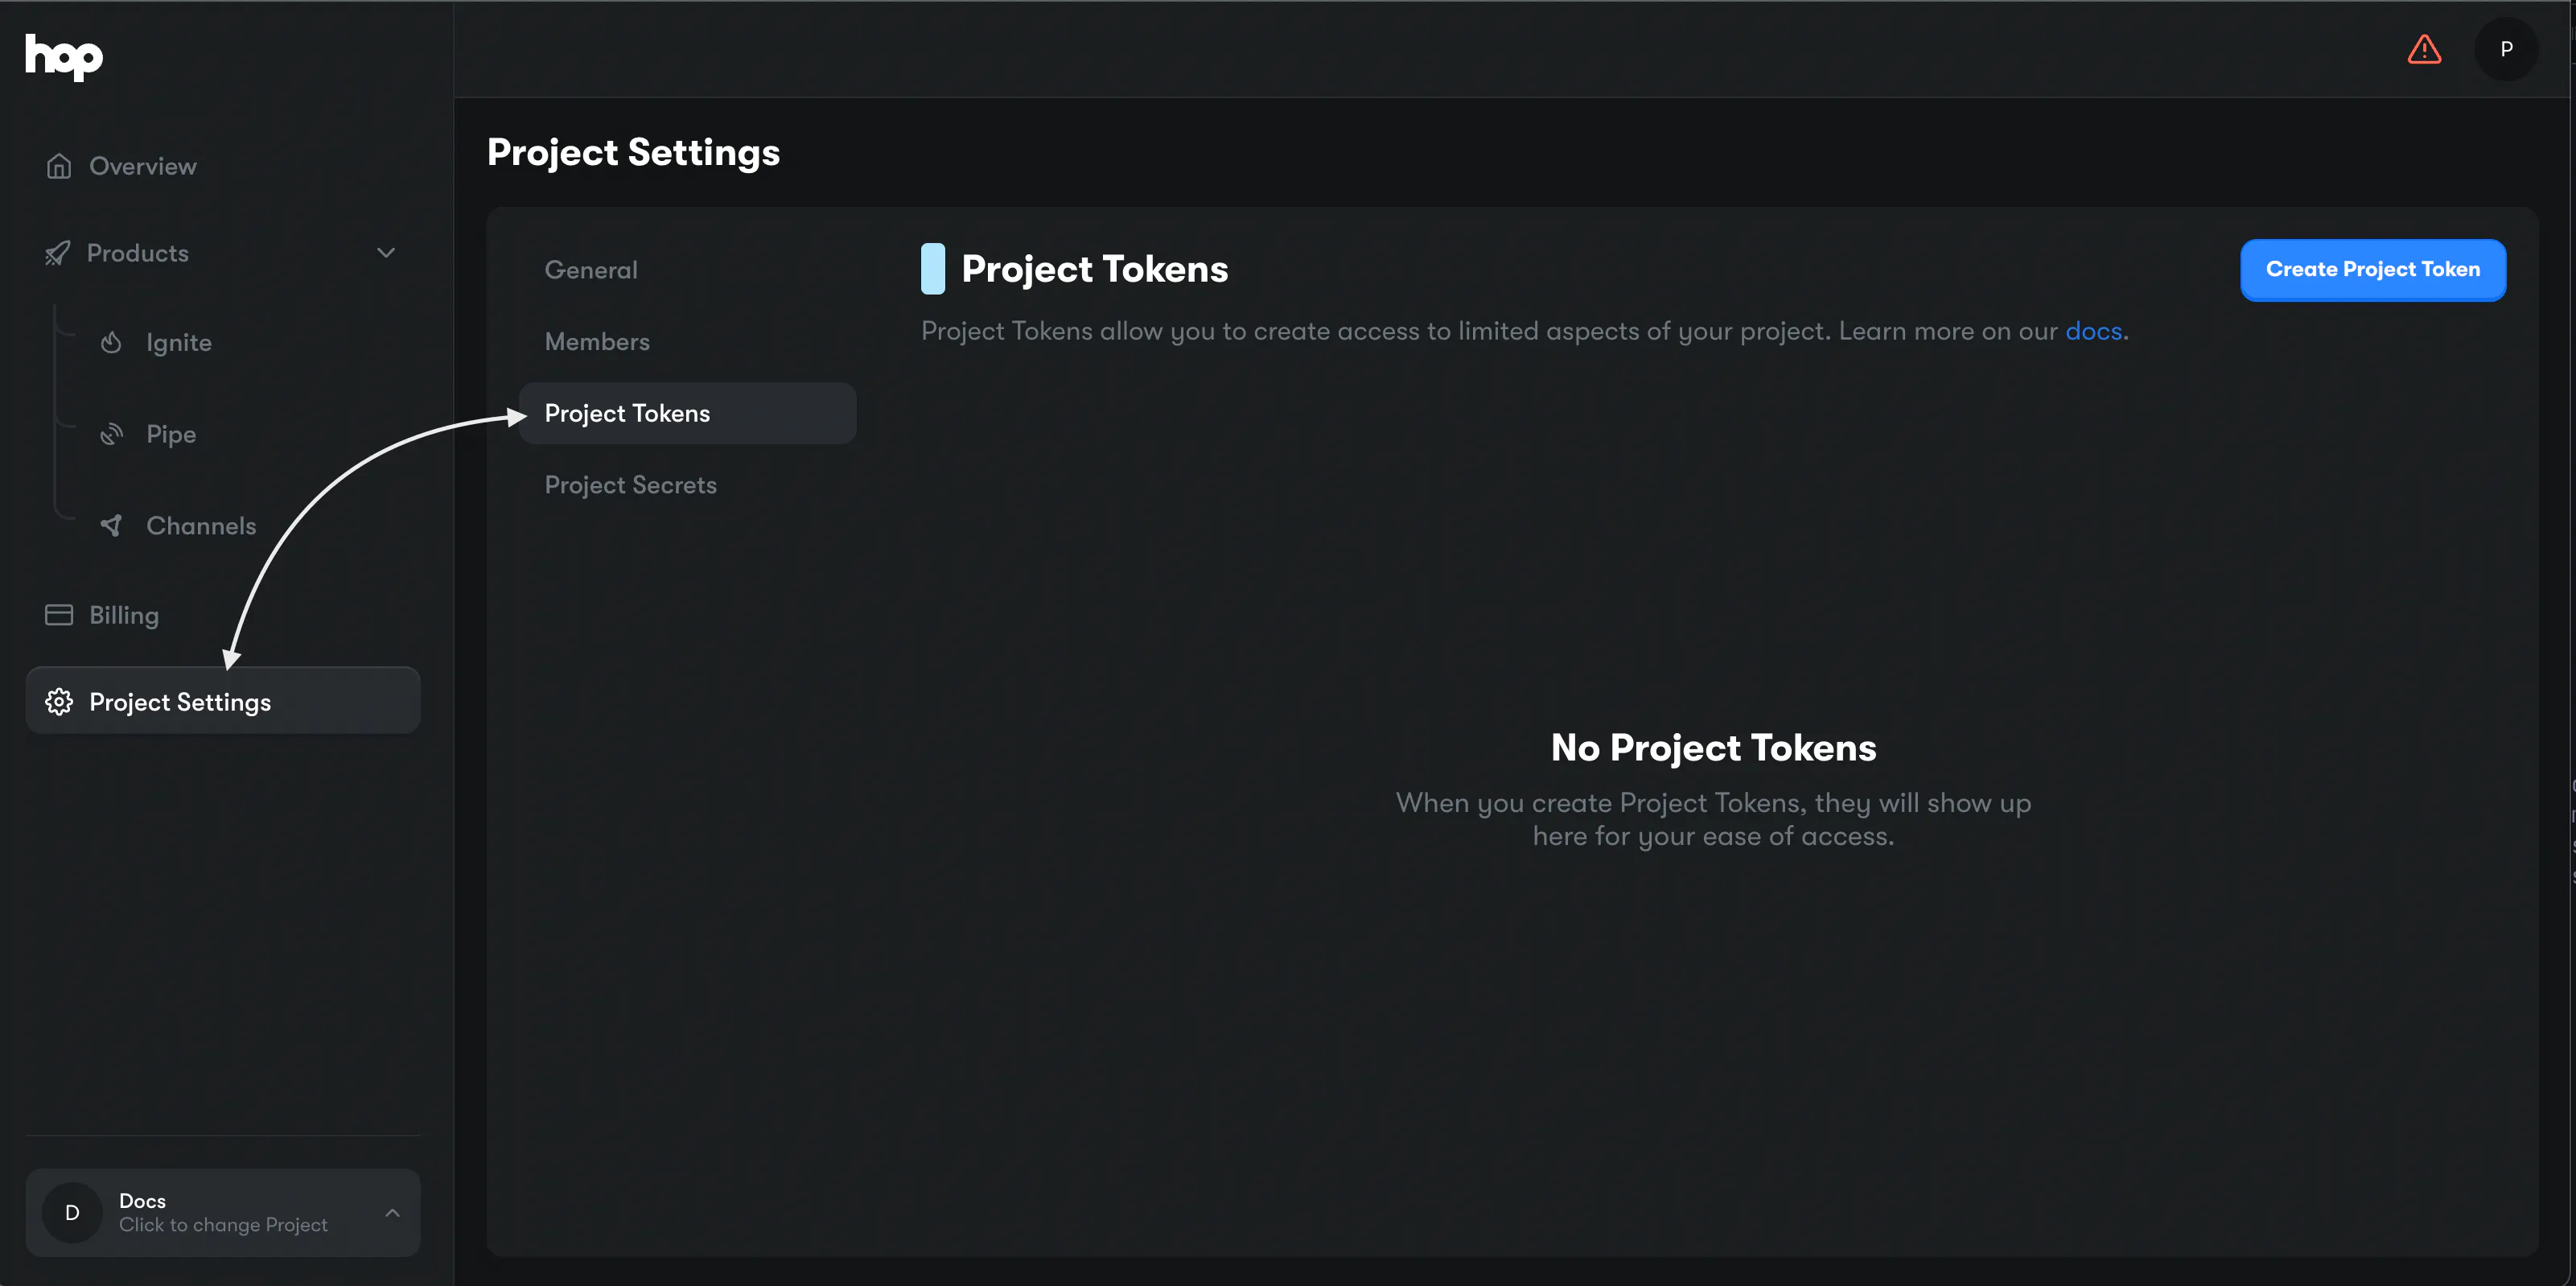 hop
P
Overview
Products
Ignite
Pipe
Channels
Billing
Project Settings
Docs
D
Click to change Project
Project Settings
General
Members
Project Tokens
Project Secrets
Project Tokens
Create Project Token
Project Tokens allow you to create access to limited aspects of your project. Learn more on our docs.
No Project Tokens
When you create Project Tokens, they will show up
here for your ease of access.